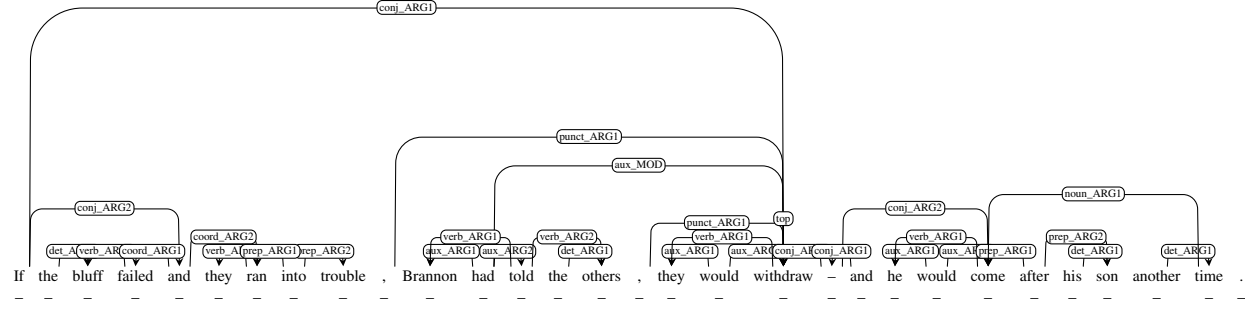 conj_ARG1
punct_ARG1
aux_MOD
noun_ARG1
conj_ARG2 top conj_ARG2
punct_ARG1
coord_ARG2 verb_ARG1 verb_ARG2 verb_ARG1 verb_ARG1 prep_ARG2
coord_ARG1 prep_ARG1 aux_ARG1 aux_ARG2 det_ARG1 aux_ARG1 conj_ARG1 aux_ARG1 prep_ARG1 det_ARG1 det_ARG1
If the bluff failed and they ran into trouble , Brannon had told the others , they would withdraw – and he would come after his son another time .
– – – – – – – – – – – – – – – – – – – – – – – – – – – – – –